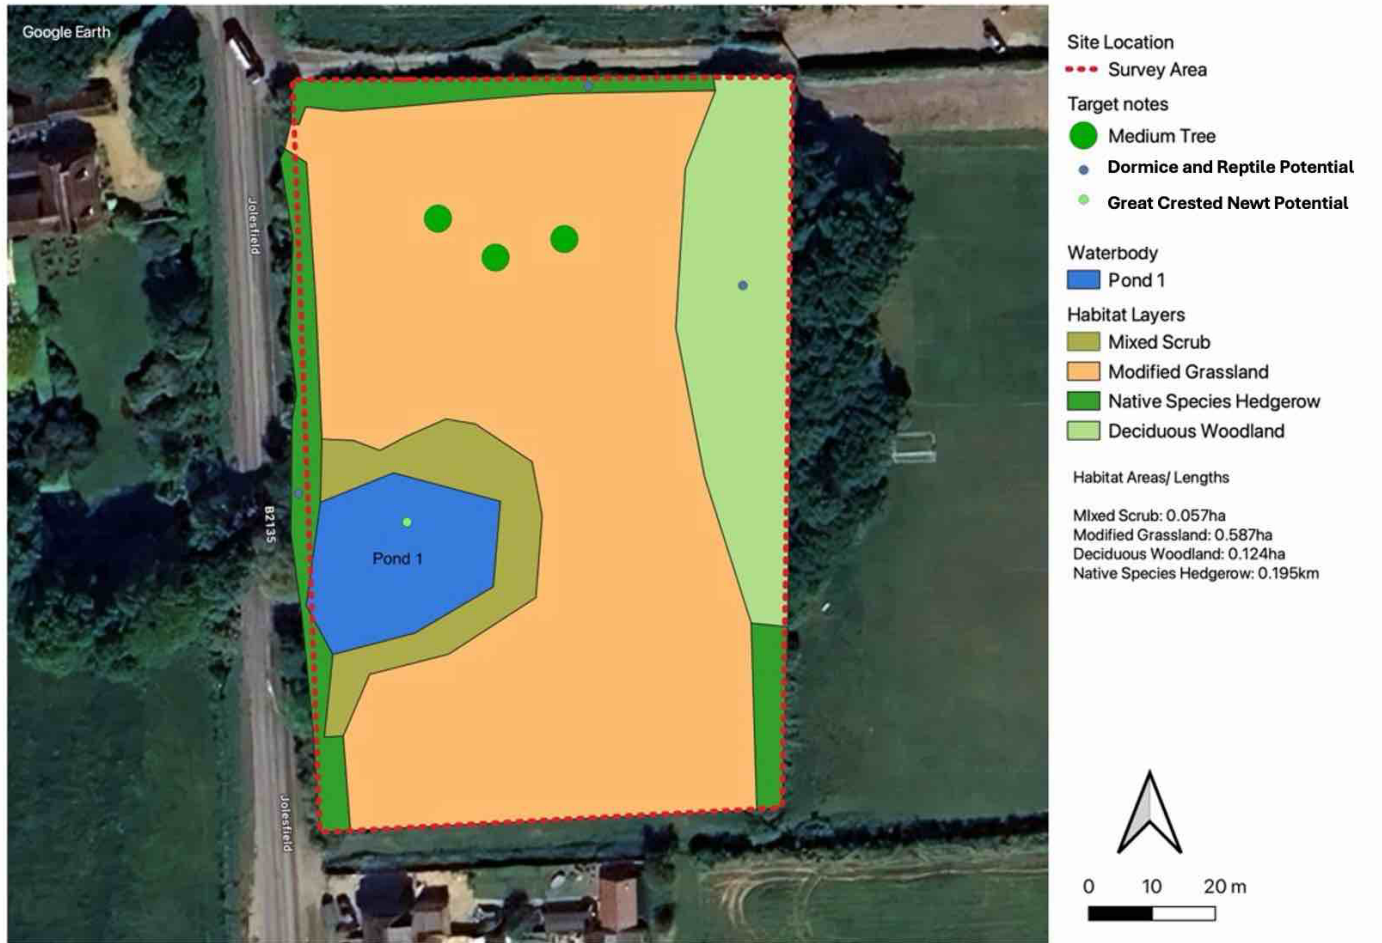 Google Earth
Jolesfield
B2135
Pond 1
Jolesfield
Site Location
Survey Area
Target notes
Medium Tree
Dormice and Reptile Potential
Great Crested Newt Potential
Waterbody
Pond 1
Habitat Layers
Mixed Scrub
Modified Grassland
Native Species Hedgerow
Deciduous Woodland
Habitat Areas/ Lengths
MIxed Scrub: 0.057ha
Modified Grassland: 0.587ha
Deciduous Woodland: 0.124ha
Native Species Hedgerow: 0.195km
0 10 20 m